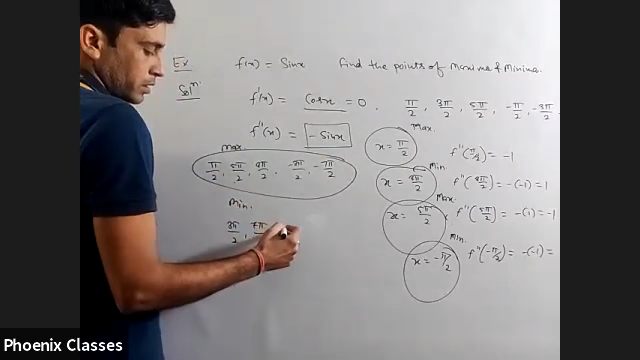 Ex f(x) = Sinx Find the points of Maxima & Minima.
Solⁿ. f'(x) = Cosx = 0. π/2, 3π/2, 5π/2, -π/2, -3π/2
f''(x) = -Sinx
Max.
π/2, 5π/2, 9π/2, -3π/2, -7π/2
Min.
3π/2, 7π/2
Max.
x = π/2 f''(π/2) = -1
Min.
x = 3π/2 f''(3π/2) = -(-1) = 1
Max.
x = 5π/2, f''(5π/2) = -(1) = -1
Min.
x = -π/2 f''(-π/2) = -(-1) =
Phoenix Classes